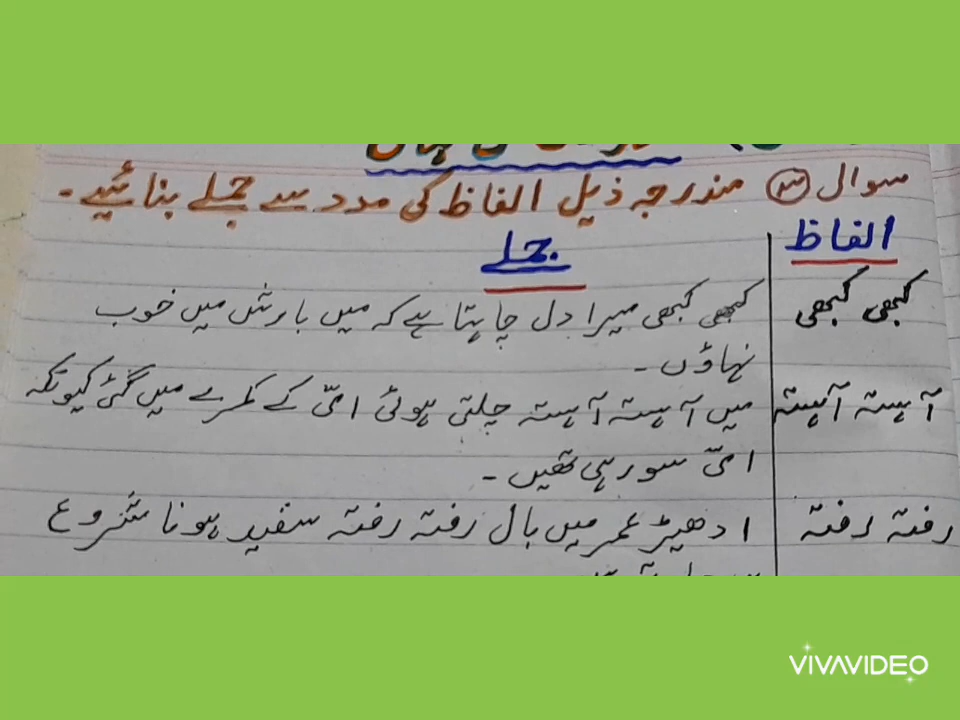 سوال ۳ مندرجہ ذیل الفاظ کی مدد سے جملے بنائیے۔
الفاظ
جملے
کبھی کبھی
کبھی کبھی میرا دل چاہتا ہے کہ میں بارش میں خوب
نہاؤں۔
آہستہ آہستہ
میں آہستہ آہستہ چلتی ہوئی امیّ کے کمرے میں گئی کیونکہ
امیّ سو رہی تھیں۔
رفتہ رفتہ
ادھیڑ عمر میں بال رفتہ رفتہ سفید ہونا شروع
VIVAVIDEO